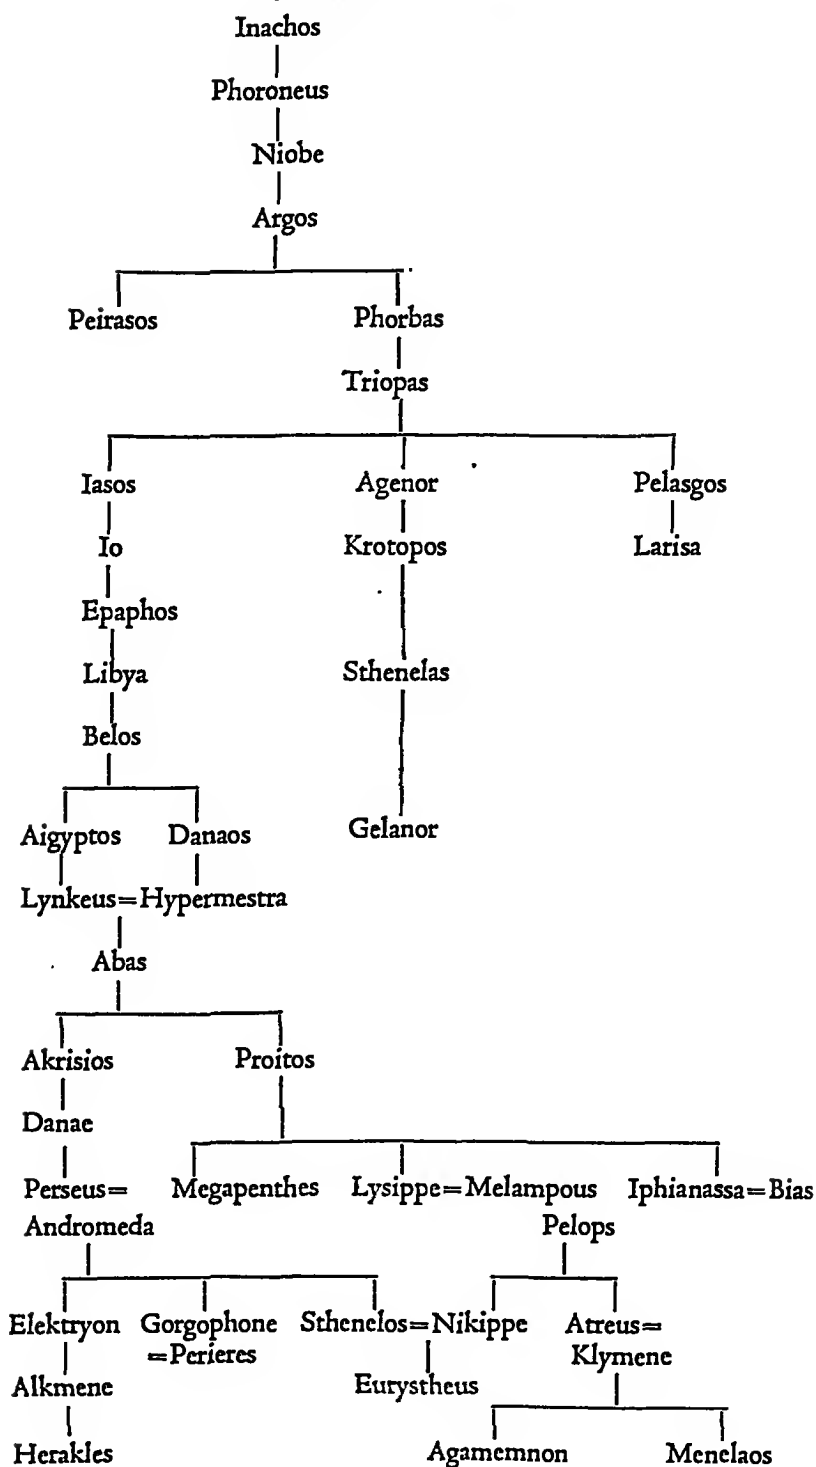 Inachos
Phoroneus
Niobe
Argos
Peirasos Phorbas
Triopas
Iasos Agenor Pelasgos
Io Krotopos Larisa
Epaphos
Libya Sthenelas
Belos
Aigyptos Danaos Gelanor
Lynkeus=Hypermestra
Abas
Akrisios Proitos
Danae
Perseus= Megapenthes Lysippe=Melampous Iphianassa=Bias
Andromeda Pelops
Elektryon Gorgophone Sthenelos=Nikippe Atreus=
=Perieres Klymene
Alkmene Eurystheus
Herakles Agamemnon Menelaos